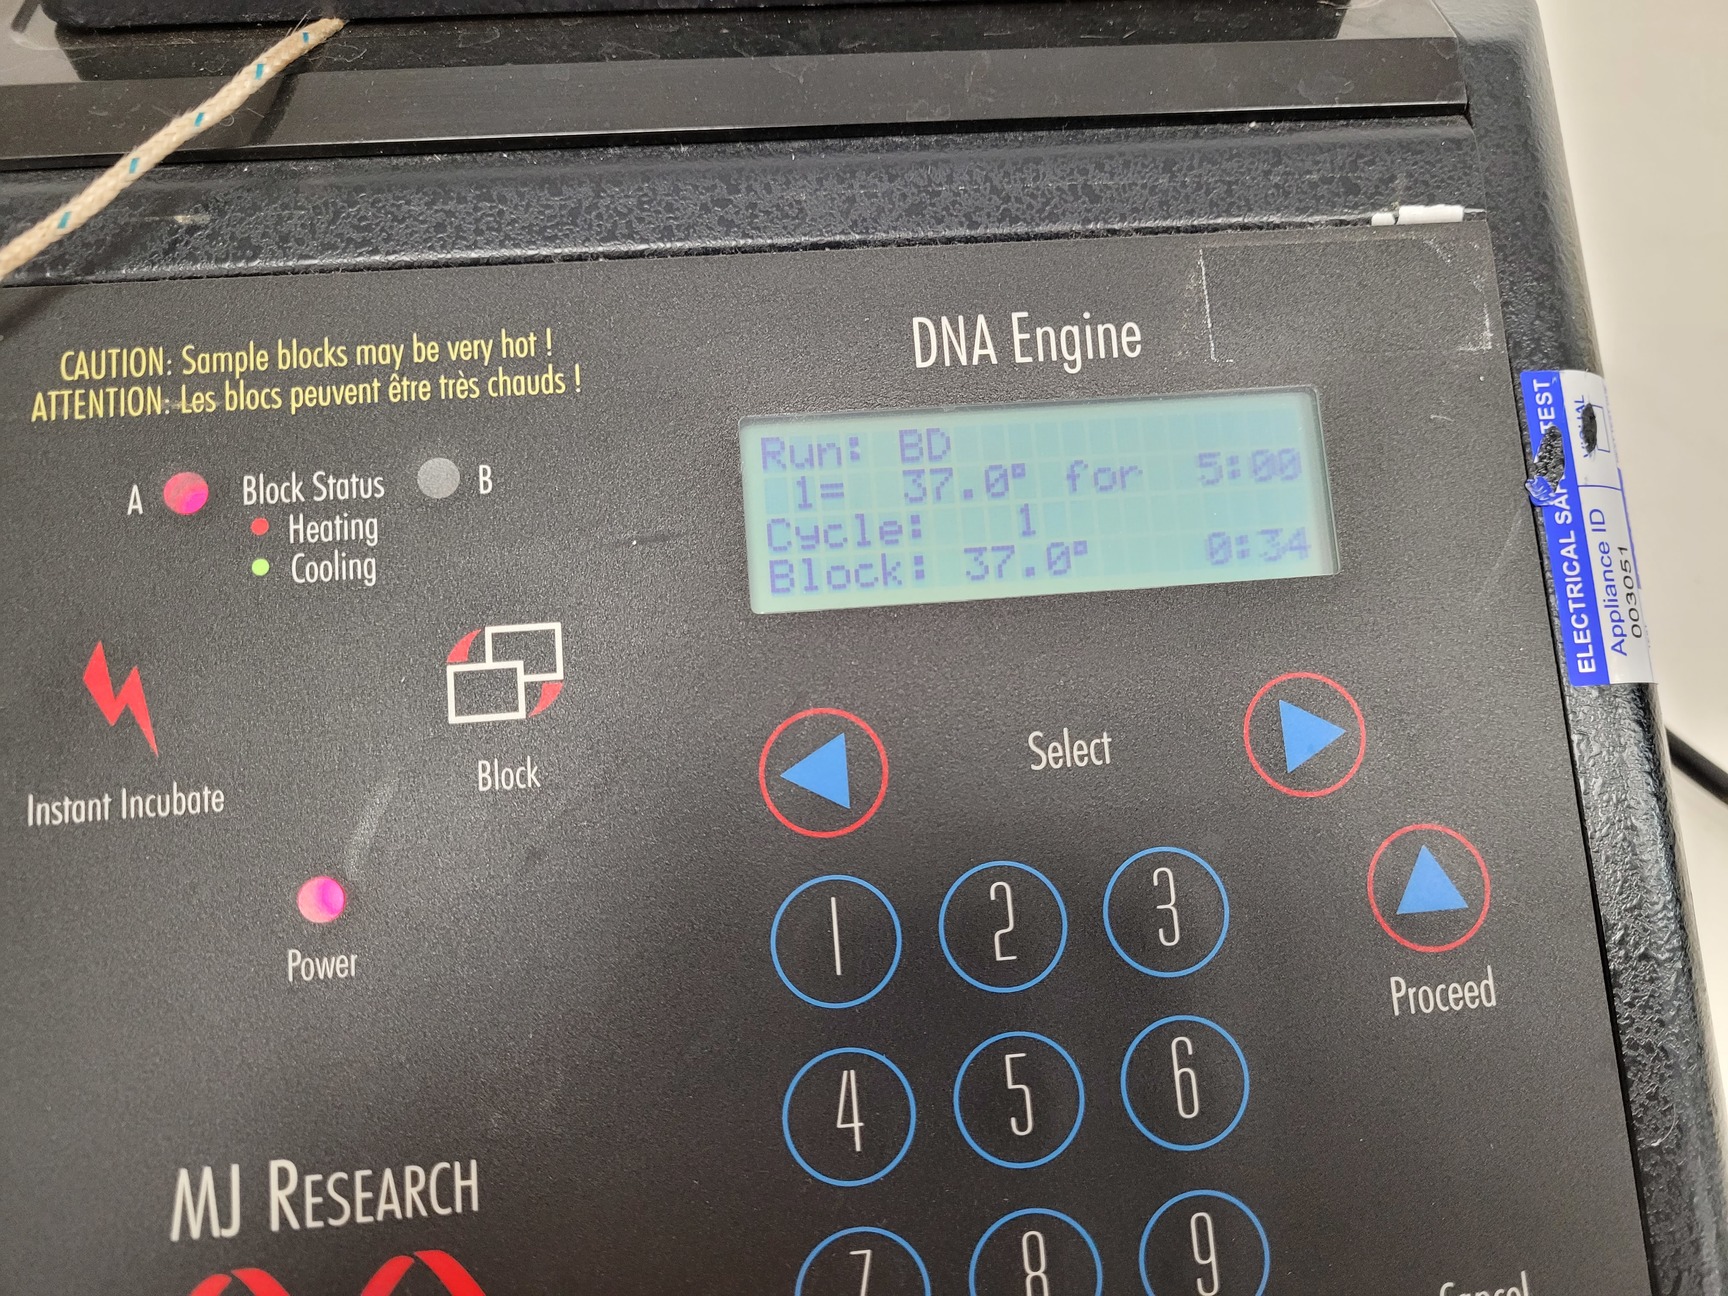 CAUTION: Sample blocks may be very hot !
ATTENTION: Les blocs peuvent être très chauds !
DNA Engine
Run: BD
1= 37.0° for 5:00
Cycle: 1
Block: 37.0° 0:34
A Block Status B
Heating
Cooling
Instant Incubate
Block
Select
Power
1 2 3
Proceed
4 5 6
MJ RESEARCH
7 8 9
Cancel
ELECTRICAL TEST
Appliance ID
003051